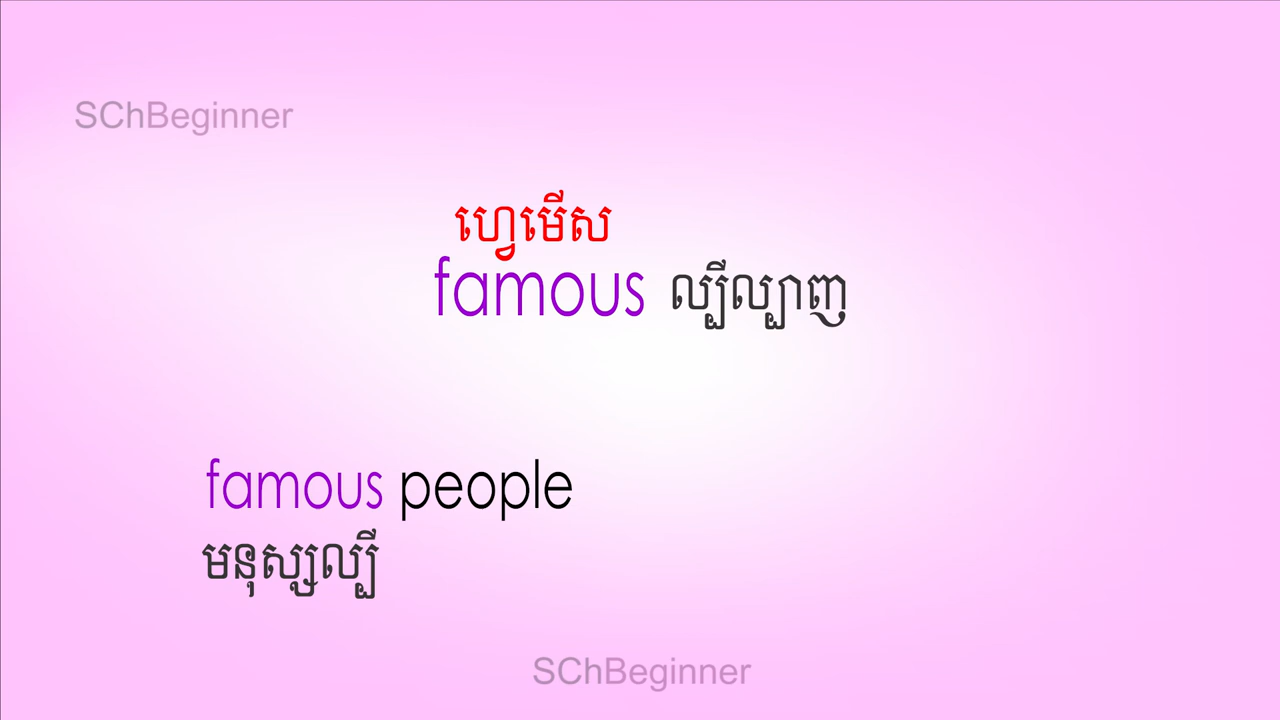 SChBeginner
ហ្វេមើស
famous ល្បីល្បាញ
famous people
មនុស្សល្បី
SChBeginner